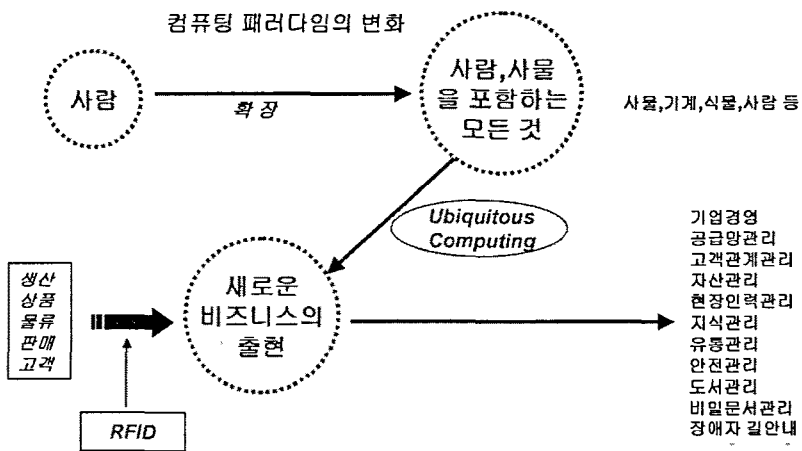 컴퓨팅 패러다임의 변화
사람
확 장
사람,사물
을 포함하는
모든 것
사물,기계,식물,사람 등
Ubiquitous
Computing
생산
상품
물류
판매
고객
새로운
비즈니스의
출현
기업경영
공급망관리
고객관계관리
자산관리
현장인력관리
지식관리
유통관리
안전관리
도서관리
비밀문서관리
장애자 길안내
RFID